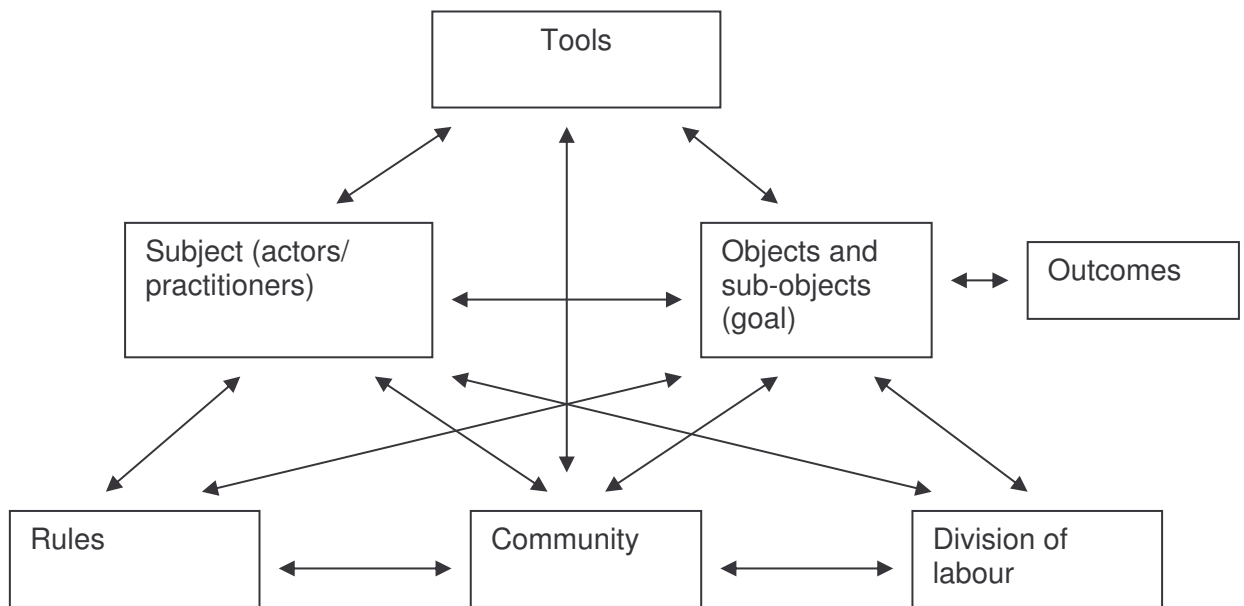 Tools
Subject (actors/
practitioners)
Objects and
sub-objects
(goal)
Outcomes
Rules
Community
Division of
labour